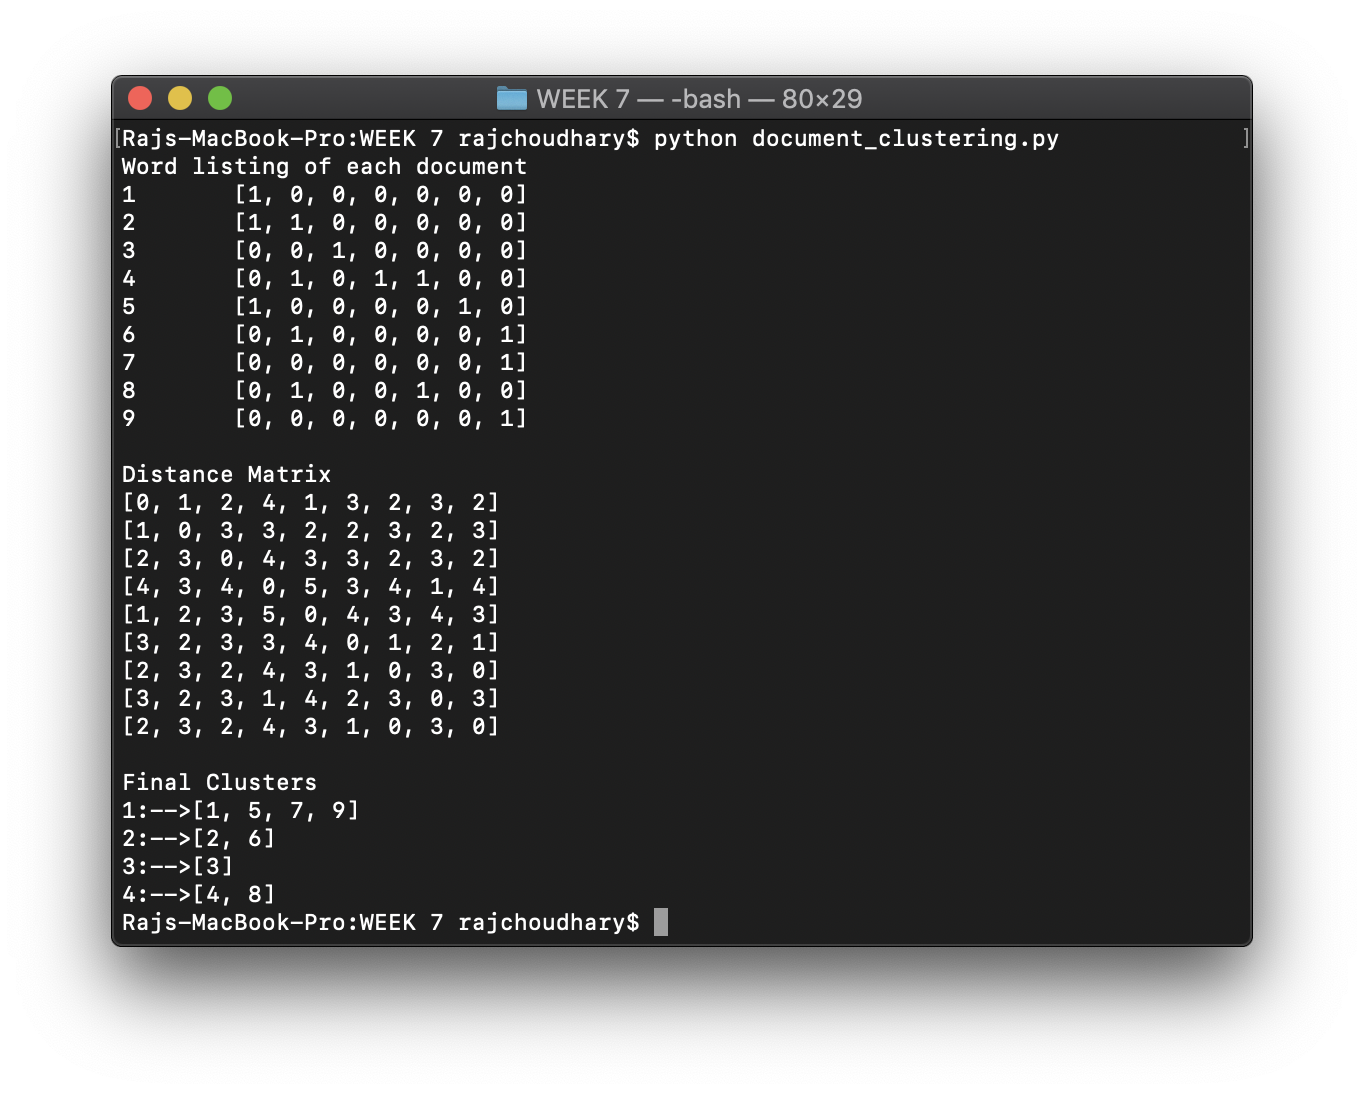 WEEK 7 — -bash — 80×29
[Rajs-MacBook-Pro:WEEK 7 rajchoudhary$ python document_clustering.py ]
Word listing of each document
1 [1, 0, 0, 0, 0, 0, 0]
2 [1, 1, 0, 0, 0, 0, 0]
3 [0, 0, 1, 0, 0, 0, 0]
4 [0, 1, 0, 1, 1, 0, 0]
5 [1, 0, 0, 0, 0, 1, 0]
6 [0, 1, 0, 0, 0, 0, 1]
7 [0, 0, 0, 0, 0, 0, 1]
8 [0, 1, 0, 0, 1, 0, 0]
9 [0, 0, 0, 0, 0, 0, 1]
Distance Matrix
[0, 1, 2, 4, 1, 3, 2, 3, 2]
[1, 0, 3, 3, 2, 2, 3, 2, 3]
[2, 3, 0, 4, 3, 3, 2, 3, 2]
[4, 3, 4, 0, 5, 3, 4, 1, 4]
[1, 2, 3, 5, 0, 4, 3, 4, 3]
[3, 2, 3, 3, 4, 0, 1, 2, 1]
[2, 3, 2, 4, 3, 1, 0, 3, 0]
[3, 2, 3, 1, 4, 2, 3, 0, 3]
[2, 3, 2, 4, 3, 1, 0, 3, 0]
Final Clusters
1:-->[1, 5, 7, 9]
2:-->[2, 6]
3:-->[3]
4:-->[4, 8]
Rajs-MacBook-Pro:WEEK 7 rajchoudhary$